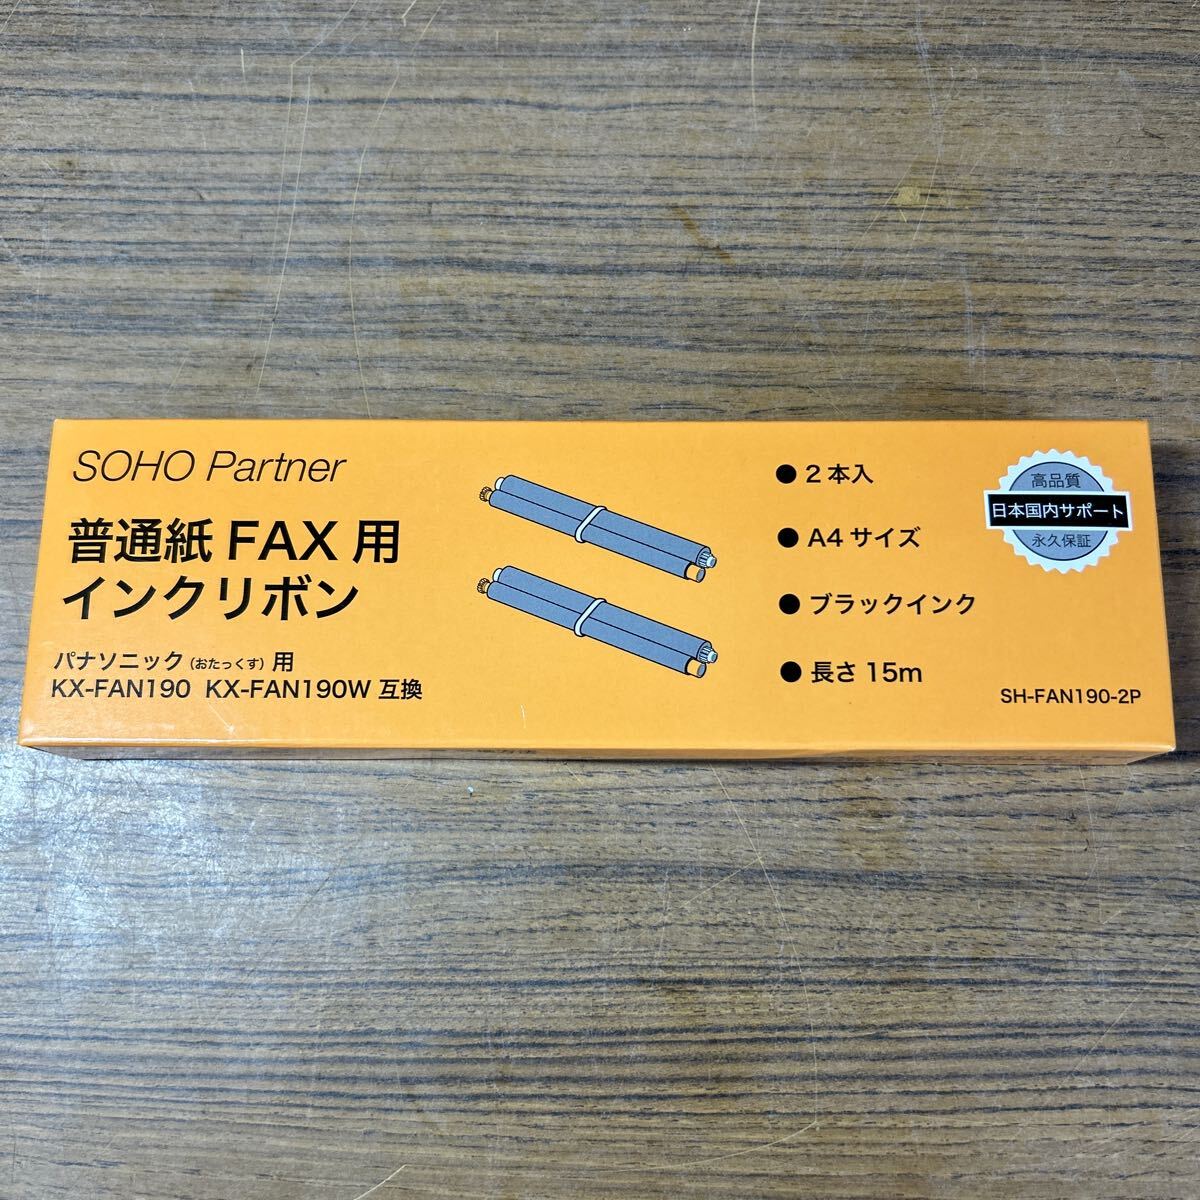 SOHO Partner
普通紙 FAX 用
インクリボン
パナソニック（おたっくす）用
KX-FAN190 KX-FAN190W 互換
● 2本入
● A4サイズ
● ブラックインク
● 長さ 15m
高品質
日本国内サポート
永久保証
SH-FAN190-2P